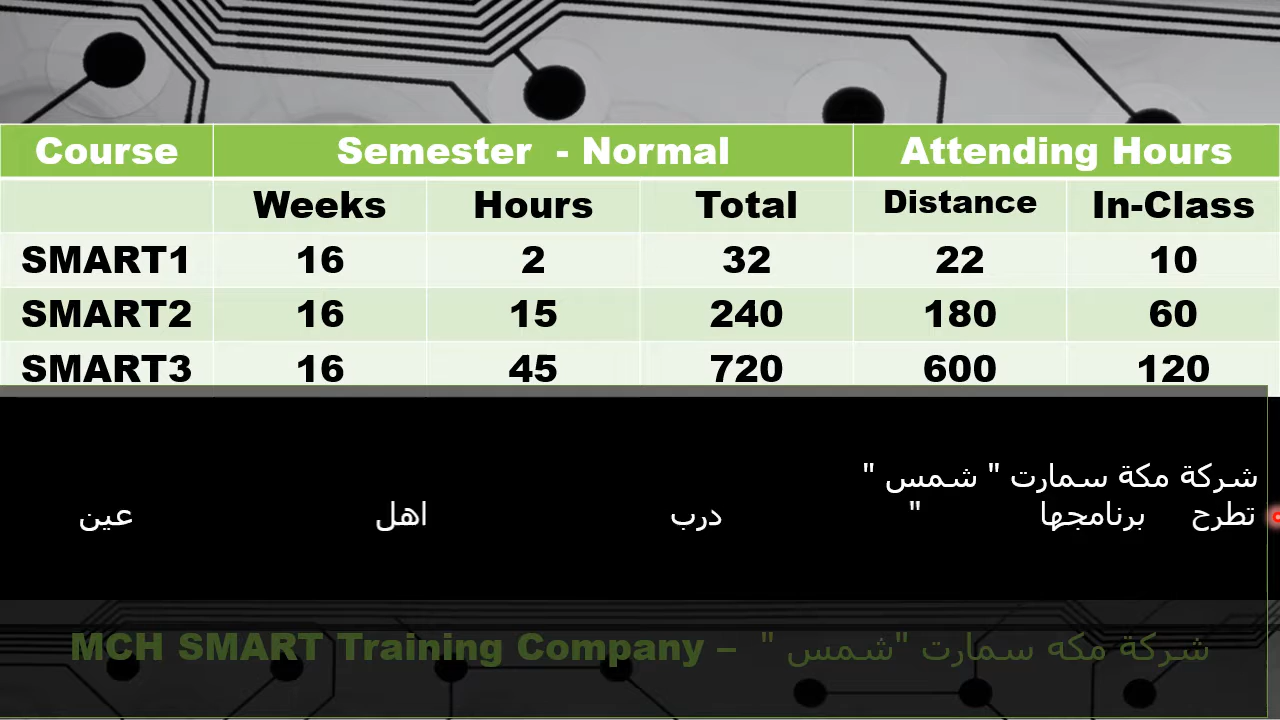 Course Semester - Normal Attending Hours
Weeks Hours Total Distance In-Class
SMART1 16 2 32 22 10
SMART2 16 15 240 180 60
SMART3 16 45 720 600 120
شركة مكة سمارت " شمس "
تطرح برنامجها " درب اهل عين
MCH SMART Training Company – شركة مكه سمارت "شمس "